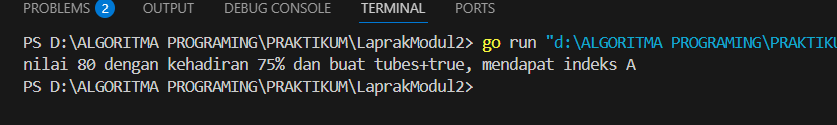 PROBLEMS 2 OUTPUT DEBUG CONSOLE TERMINAL PORTS
PS D:\ALGORITMA PROGRAMING\PRAKTIKUM\LaprakModul2> go run "d:\ALGORITMA PROGRAMING\PRAKTIKU
nilai 80 dengan kehadiran 75% dan buat tubes+true, mendapat indeks A
PS D:\ALGORITMA PROGRAMING\PRAKTIKUM\LaprakModul2>